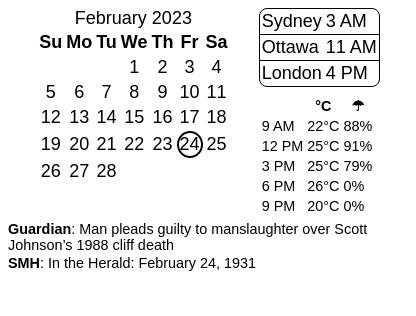 February 2023
Su Mo Tu We Th Fr Sa
1 2 3 4
5 6 7 8 9 10 11
12 13 14 15 16 17 18
19 20 21 22 23 24 25
26 27 28
Sydney 3 AM
Ottawa 11 AM
London 4 PM
°C ☂
9 AM 22°C 88%
12 PM 25°C 91%
3 PM 25°C 79%
6 PM 26°C 0%
9 PM 20°C 0%
Guardian: Man pleads guilty to manslaughter over Scott
Johnson’s 1988 cliff death
SMH: In the Herald: February 24, 1931